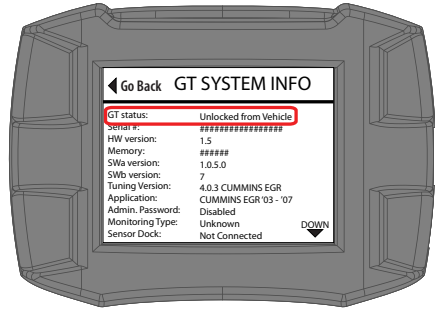 Go Back GT SYSTEM INFO
GT status: Unlocked from Vehicle
Serial #: ################
HW version: 1.5
Memory: ######
SWa version: 1.0.5.0
SWb version: 7
Tuning Version: 4.0.3 CUMMINS EGR
Application: CUMMINS EGR '03 - '07
Admin. Password: Disabled
Monitoring Type: Unknown
DOWN
Sensor Dock: Not Connected